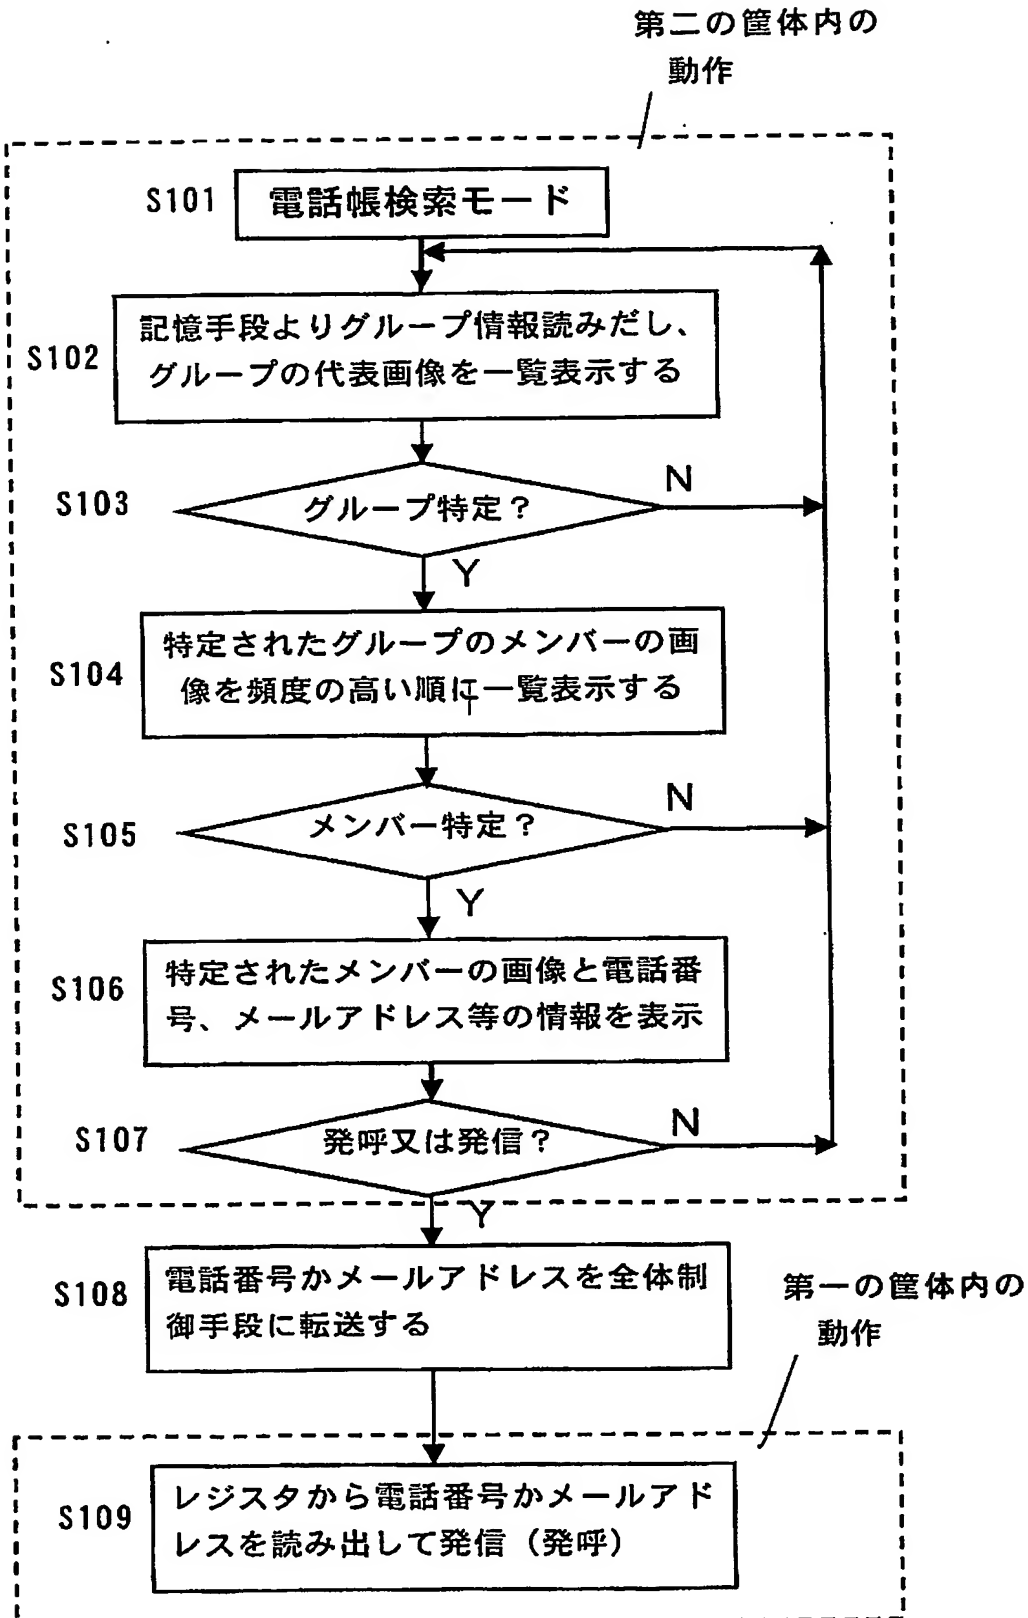 第二の筐体内の
動作
S101
電話帳検索モード
S102
記憶手段よりグループ情報読みだし、
グループの代表画像を一覧表示する
S103
グループ特定？
N
Y
S104
特定されたグループのメンバーの画
像を頻度の高い順に一覧表示する
S105
メンバー特定？
N
Y
S106
特定されたメンバーの画像と電話番
号、メールアドレス等の情報を表示
S107
発呼又は発信？
N
Y
S108
電話番号かメールアドレスを全体制
御手段に転送する
第一の筐体内の
動作
S109
レジスタから電話番号かメールアド
レスを読み出して発信（発呼）